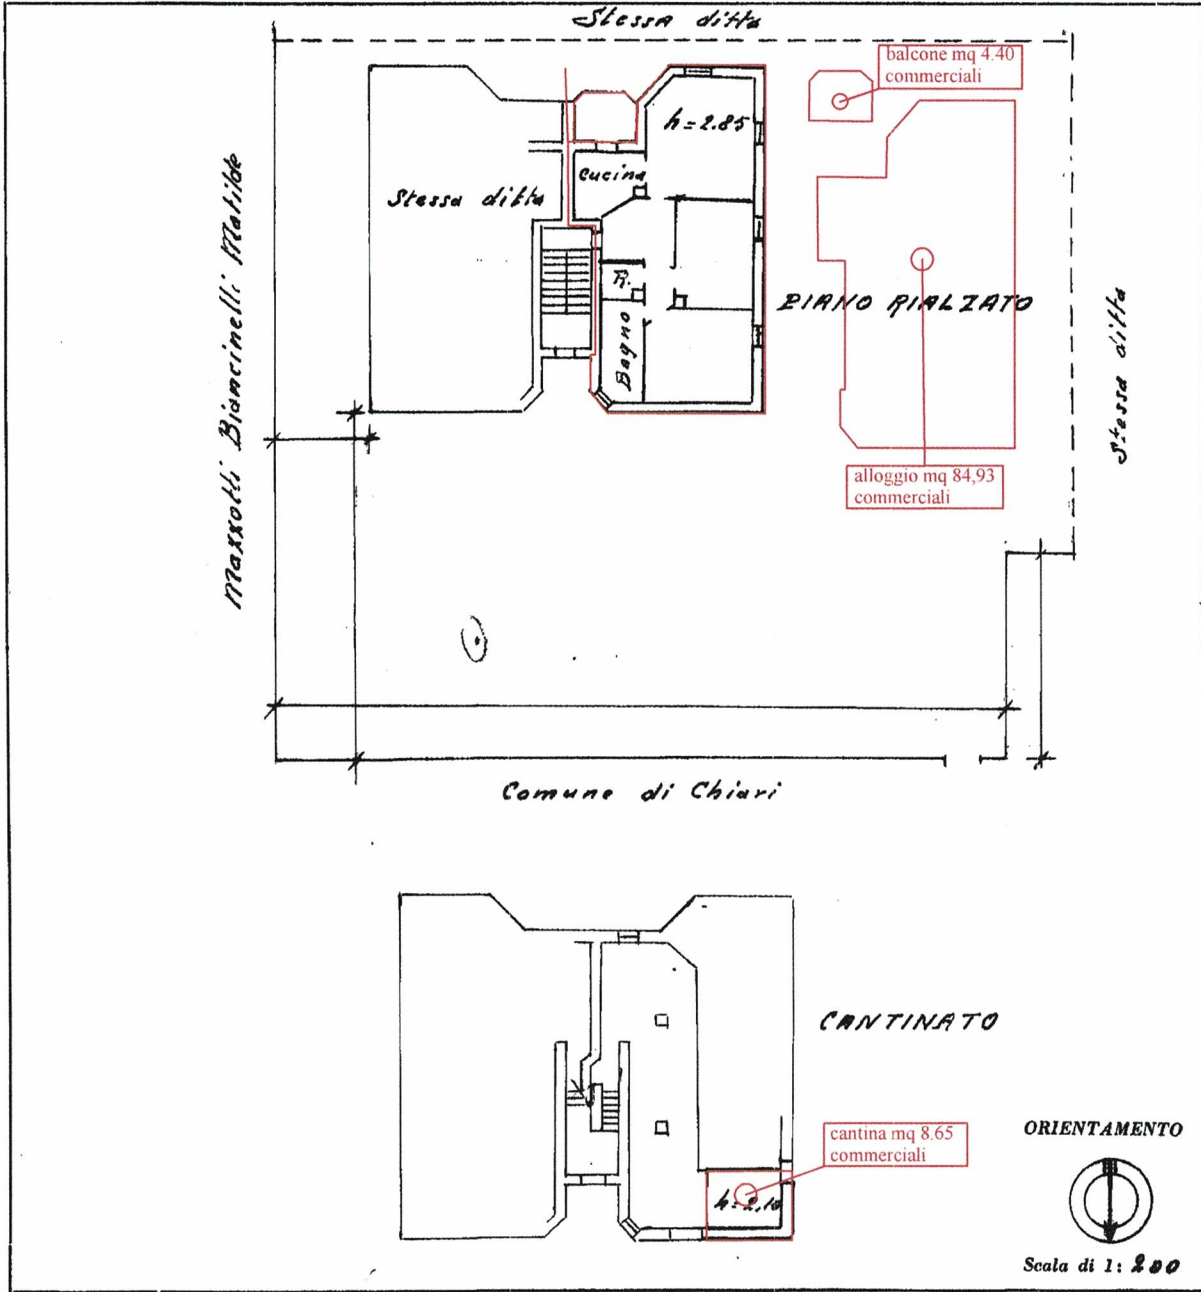 Stessa ditta
balcone mq 4.40
commerciali
h=2.85
Cucina
Stessa ditta
Mazzotti Biancinelli Matilde
R.
PIANO RIALZATO
Bagno
Stessa ditta
alloggio mq 84,93
commerciali
Comune di Chiari
CANTINATO
cantina mq 8.65
commerciali
h=2,10
ORIENTAMENTO
Scala di 1: 200